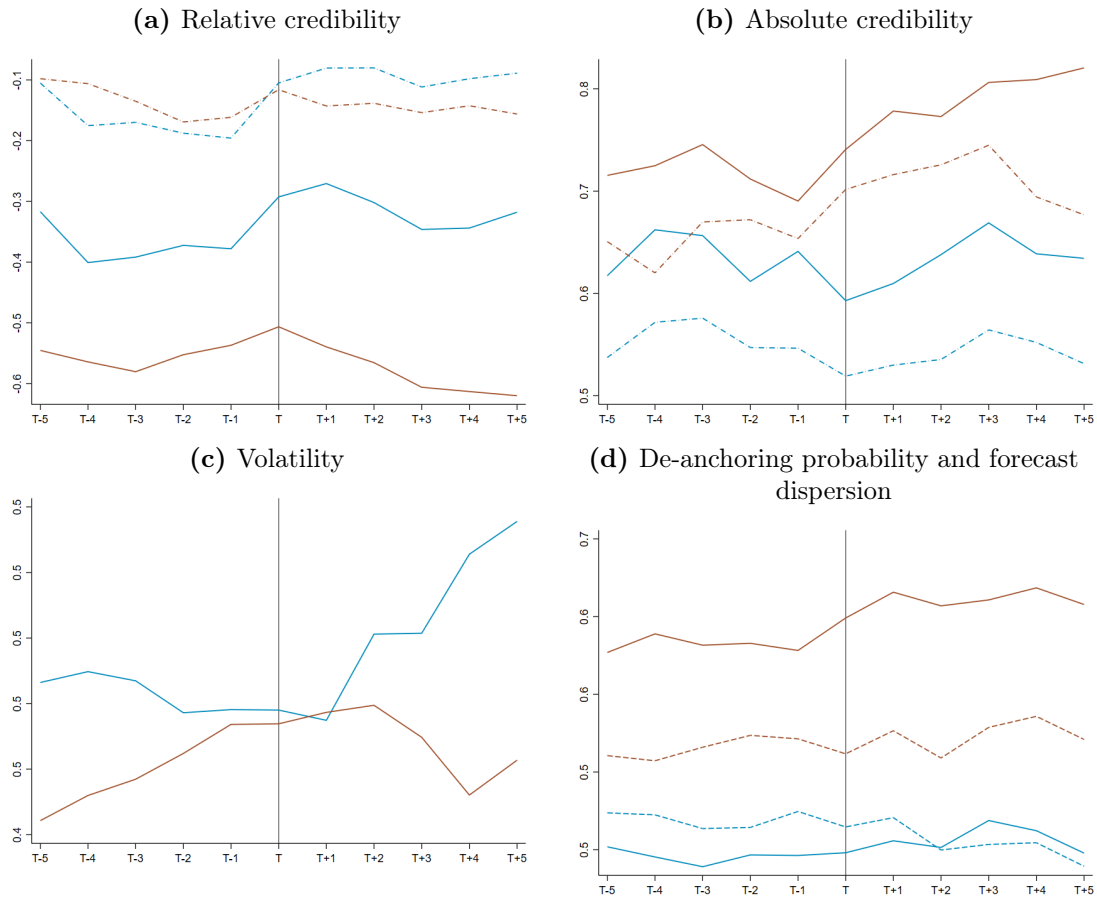 (a) Relative credibility
-0.1
-0.2
-0.3
-0.4
-0.5
-0.6
T-5 T-4 T-3 T-2 T-1 T T+1 T+2 T+3 T+4 T+5
(b) Absolute credibility
0.8
0.7
0.6
0.5
T-5 T-4 T-3 T-2 T-1 T T+1 T+2 T+3 T+4 T+5
(c) Volatility
0.5
0.5
0.5
0.5
0.5
0.4
T-5 T-4 T-3 T-2 T-1 T T+1 T+2 T+3 T+4 T+5
(d) De-anchoring probability and forecast
dispersion
0.7
0.6
0.6
0.5
0.5
T-5 T-4 T-3 T-2 T-1 T T+1 T+2 T+3 T+4 T+5